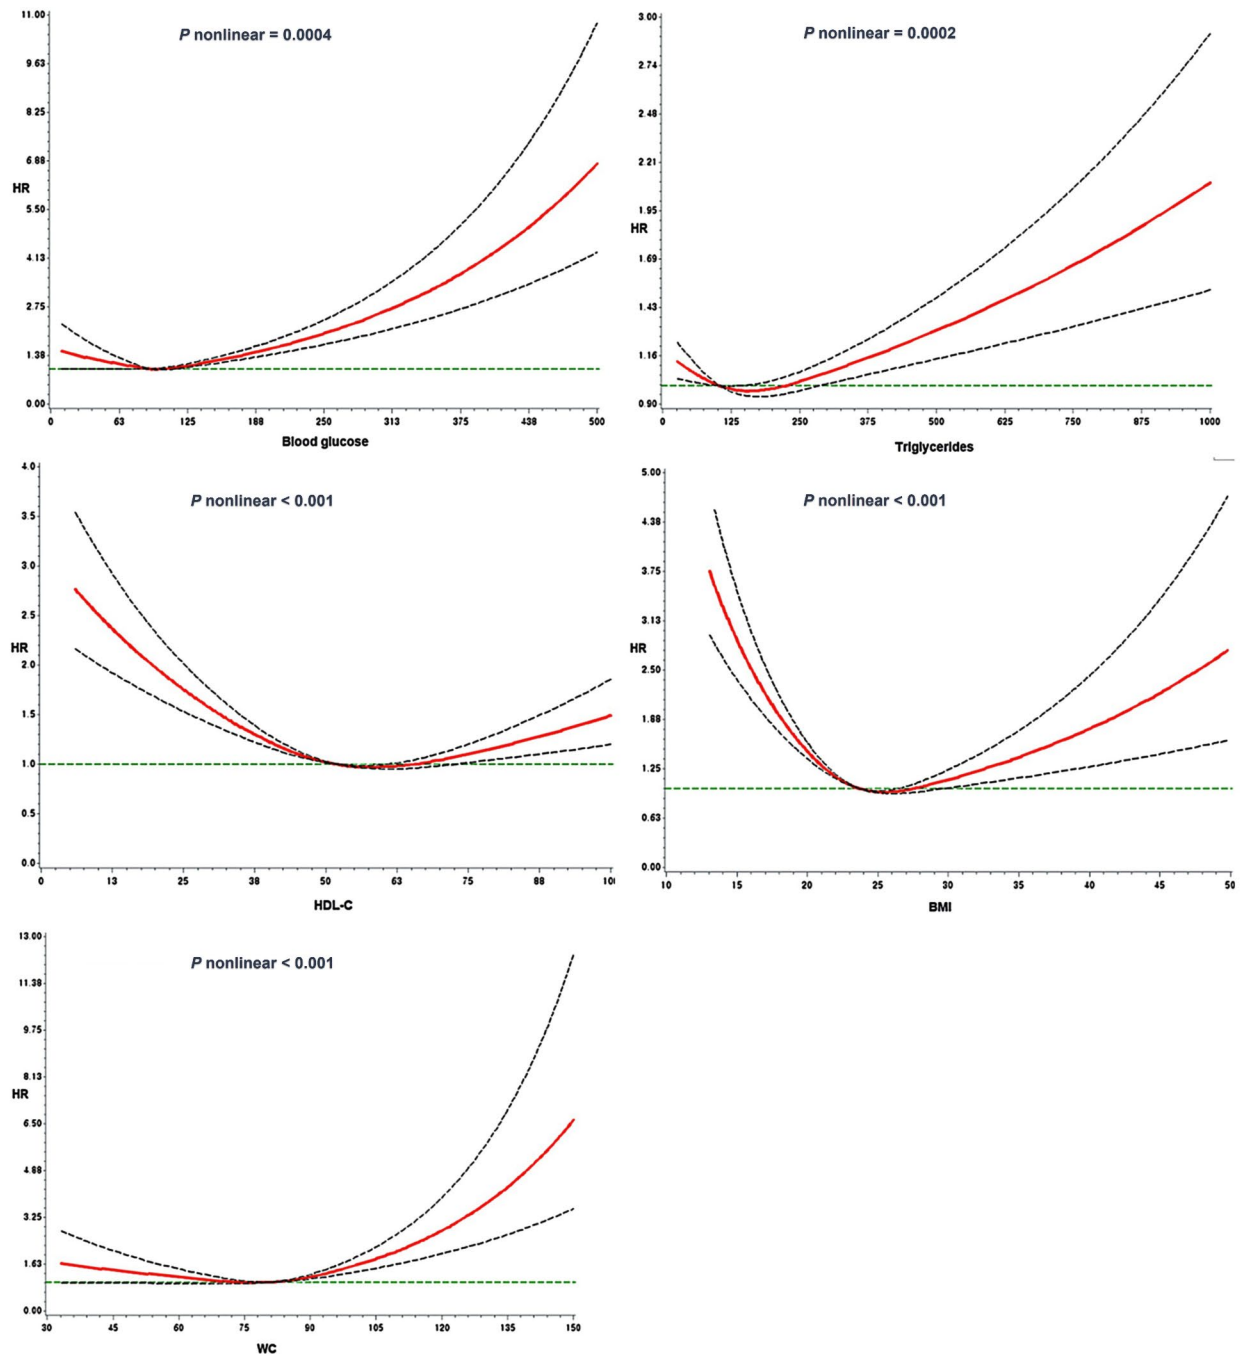 P nonlinear = 0.0004
11.00
9.63
8.25
6.88
HR
5.50
4.13
2.75
1.38
0.00
0 63 125 188 250 313 375 438 500
Blood glucose
P nonlinear = 0.0002
3.00
2.74
2.48
2.21
1.95
HR
1.69
1.43
1.16
0.90
0 125 250 375 500 625 750 875 1000
Triglycerides
P nonlinear < 0.001
4.0
3.5
3.0
2.5
HR
2.0
1.5
1.0
0.5
0.0
0 13 25 38 50 63 75 88
HDL-C
P nonlinear < 0.001
5.00
4.38
3.75
3.13
HR
2.50
1.88
1.25
0.63
0.00
10 15 20 25 30 35 40 45 50
BMI
P nonlinear < 0.001
13.00
11.38
9.75
8.13
HR
6.50
4.88
3.25
1.63
0.00
30 45 60 75 90 105 120 135 150
WC